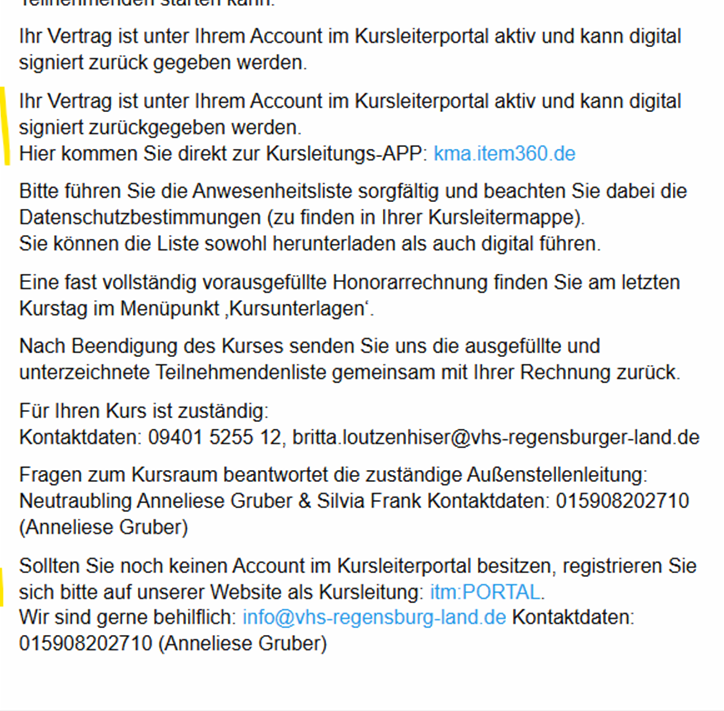 Teilnehmenden starten kann.
Ihr Vertrag ist unter Ihrem Account im Kursleiterportal aktiv und kann digital
signiert zurück gegeben werden.
Ihr Vertrag ist unter Ihrem Account im Kursleiterportal aktiv und kann digital
signiert zurückgegeben werden.
Hier kommen Sie direkt zur Kursleitungs-APP: kma.item360.de
Bitte führen Sie die Anwesenheitsliste sorgfältig und beachten Sie dabei die
Datenschutzbestimmungen (zu finden in Ihrer Kursleitermappe).
Sie können die Liste sowohl herunterladen als auch digital führen.
Eine fast vollständig vorausgefüllte Honorarrechnung finden Sie am letzten
Kurstag im Menüpunkt ‚Kursunterlagen‘.
Nach Beendigung des Kurses senden Sie uns die ausgefüllte und
unterzeichnete Teilnehmendenliste gemeinsam mit Ihrer Rechnung zurück.
Für Ihren Kurs ist zuständig:
Kontaktdaten: 09401 5255 12, britta.loutzenhiser@vhs-regensburger-land.de
Fragen zum Kursraum beantwortet die zuständige Außenstellenleitung:
Neutraubling Anneliese Gruber & Silvia Frank Kontaktdaten: 015908202710
(Anneliese Gruber)
Sollten Sie noch keinen Account im Kursleiterportal besitzen, registrieren Sie
sich bitte auf unserer Website als Kursleitung: itm:PORTAL.
Wir sind gerne behilflich: info@vhs-regensburg-land.de Kontaktdaten:
015908202710 (Anneliese Gruber)